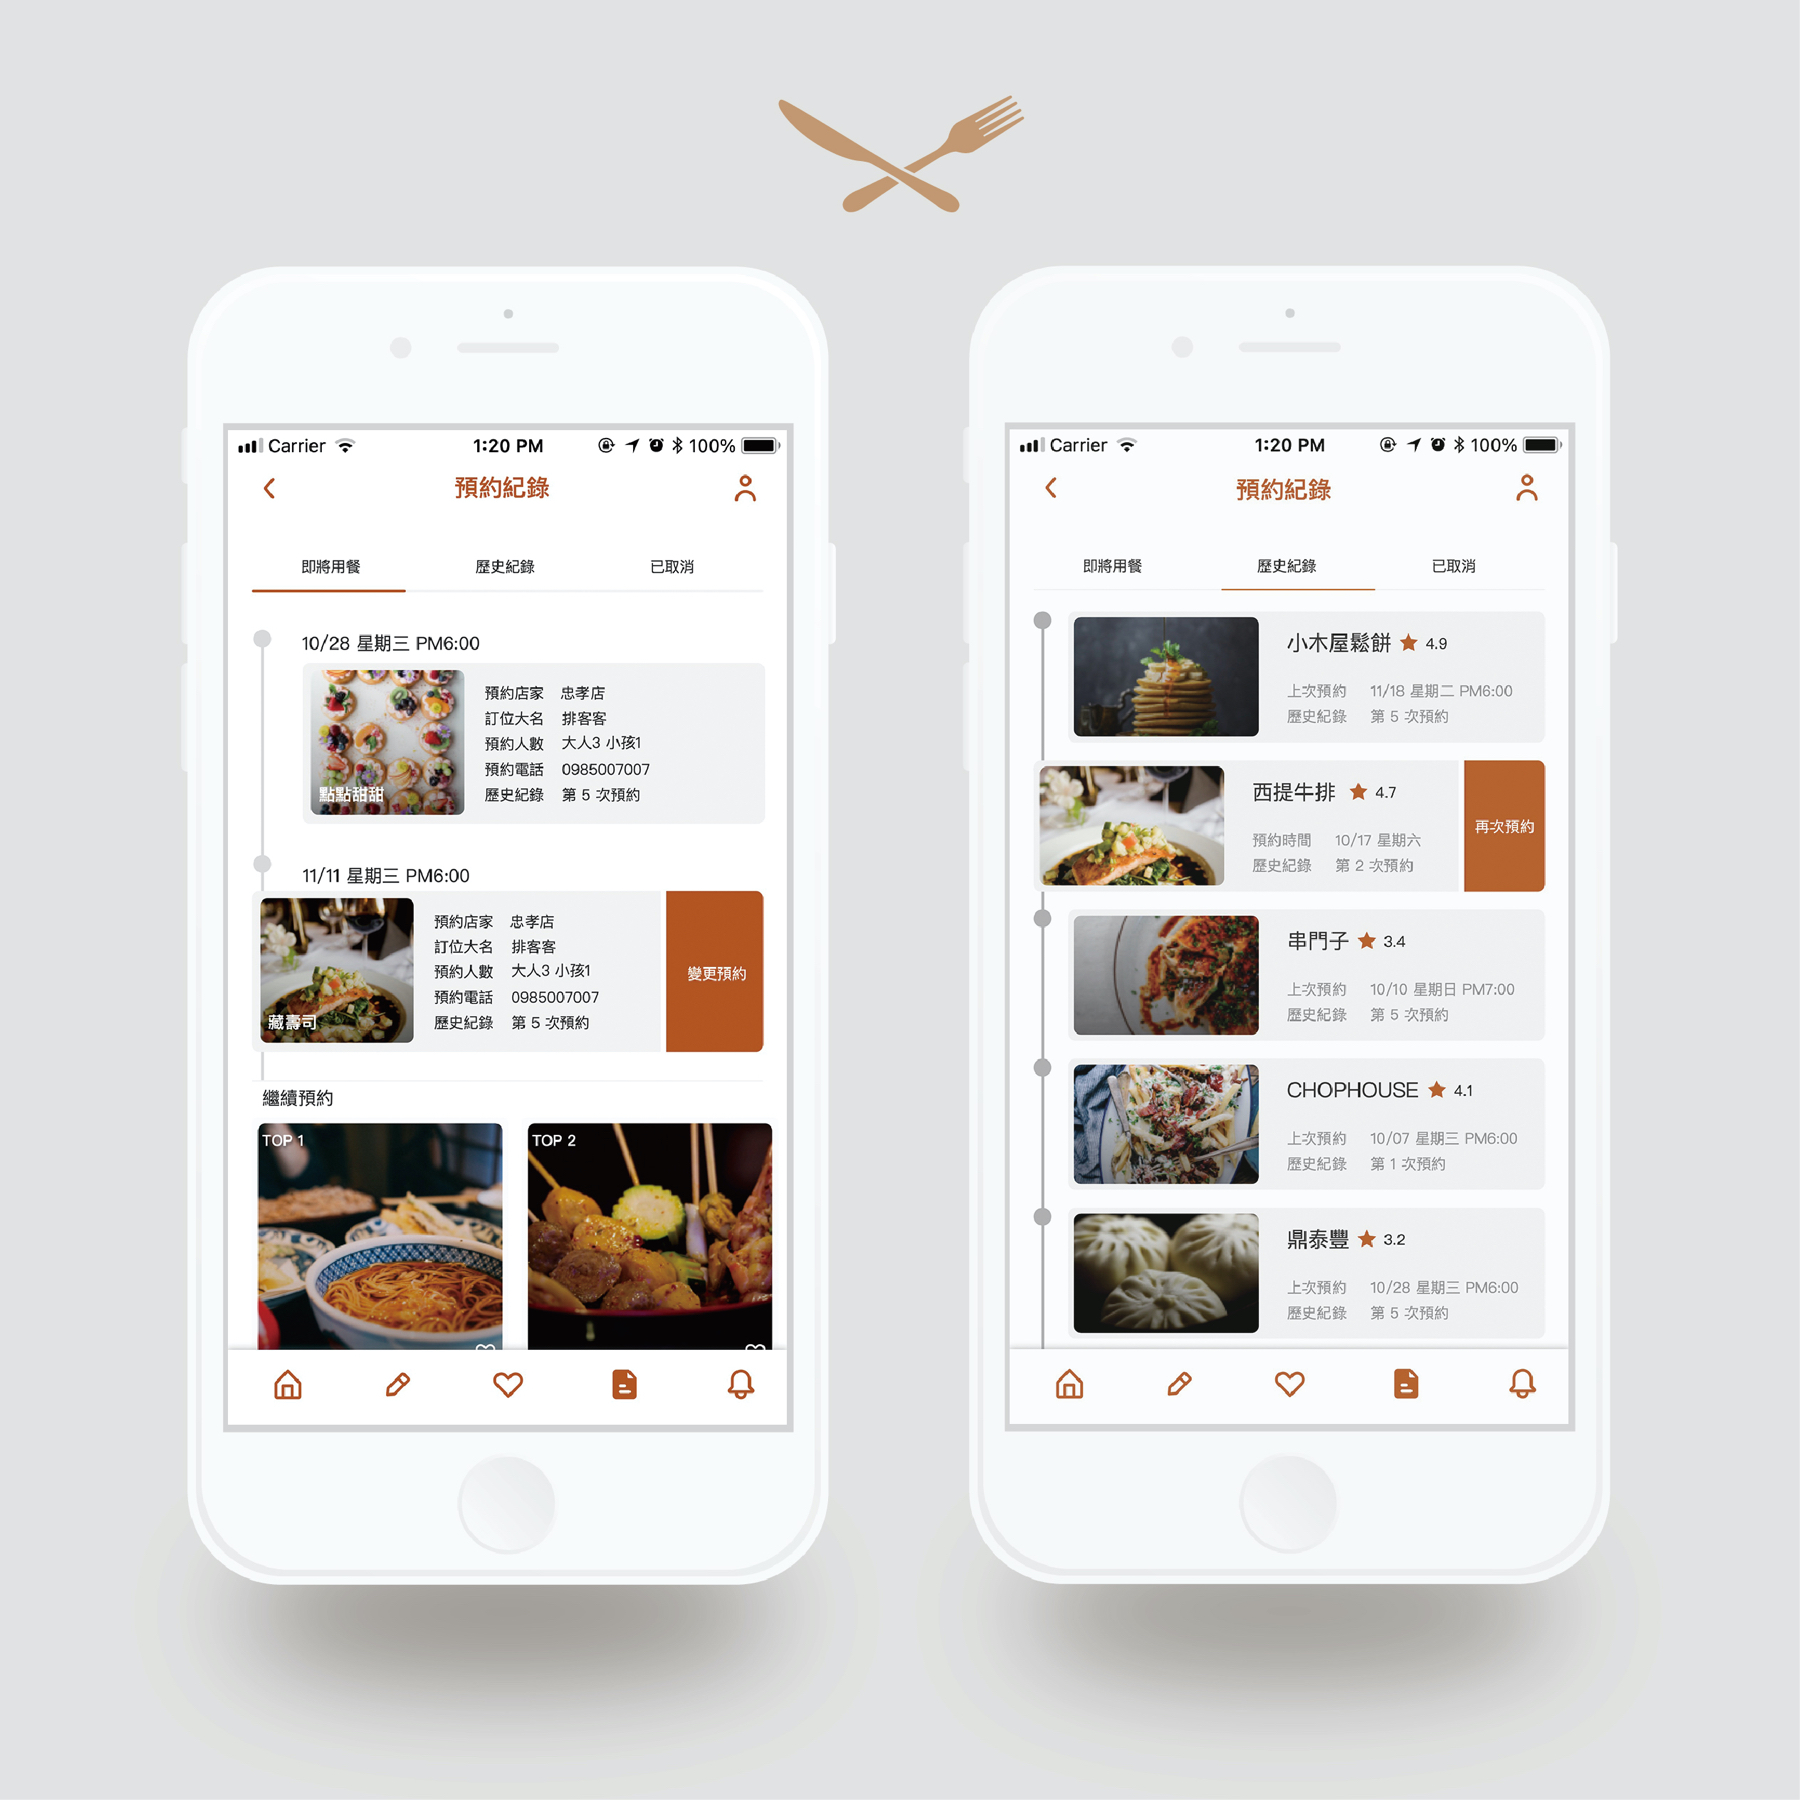 Carrier 1:20 PM 100%
預約紀錄
即將用餐 歷史紀錄 已取消
10/28 星期三 PM6:00
點點甜甜
預約店家 忠孝店
訂位大名 排客客
預約人數 大人3 小孩1
預約電話 0985007007
歷史紀錄 第 5 次預約
11/11 星期三 PM6:00
藏壽司
預約店家 忠孝店
訂位大名 排客客
預約人數 大人3 小孩1
預約電話 0985007007
歷史紀錄 第 5 次預約
變更預約
繼續預約
TOP 1
TOP 2
Carrier 1:20 PM 100%
預約紀錄
即將用餐 歷史紀錄 已取消
小木屋鬆餅 4.9
上次預約 11/18 星期二 PM6:00
歷史紀錄 第 5 次預約
西提牛排 4.7
預約時間 10/17 星期六
歷史紀錄 第 2 次預約
再次預約
串門子 3.4
上次預約 10/10 星期日 PM7:00
歷史紀錄 第 5 次預約
CHOPHOUSE 4.1
上次預約 10/07 星期三 PM6:00
歷史紀錄 第 1 次預約
鼎泰豐 3.2
上次預約 10/28 星期三 PM6:00
歷史紀錄 第 5 次預約